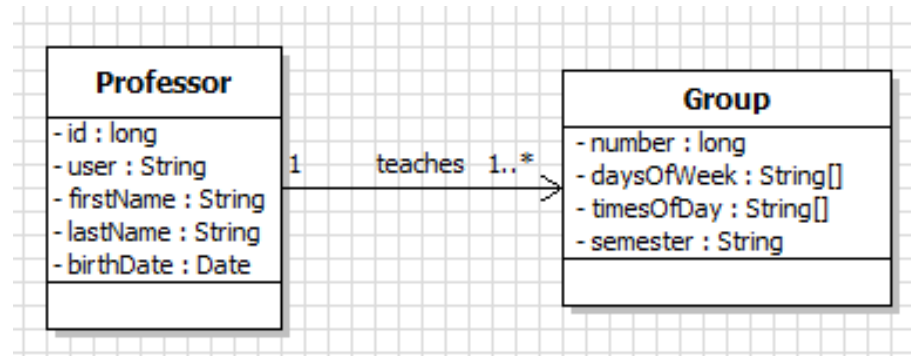 Professor
- id : long
- user : String
- firstName : String
- lastName : String
- birthDate : Date
1 teaches 1..*
Group
- number : long
- daysOfWeek : String[]
- timesOfDay : String[]
- semester : String